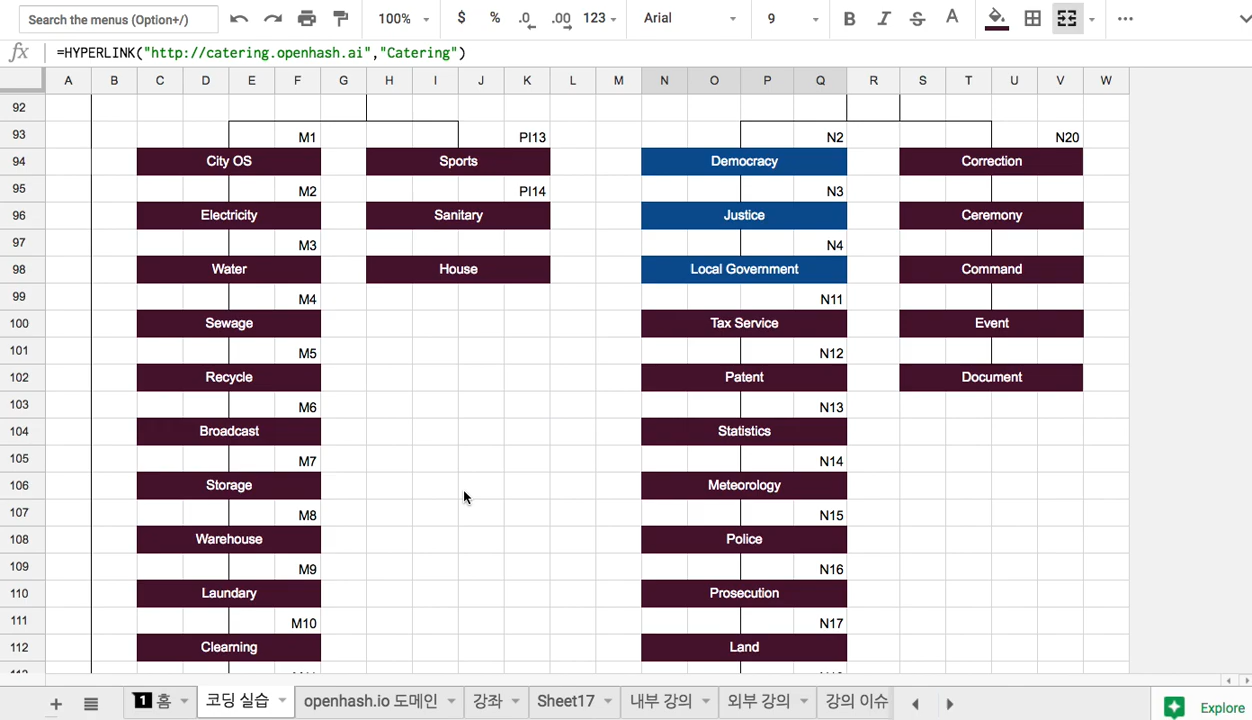 Search the menus (Option+/) 100% $ % .0 .00 123 Arial 9 B I S A
fx =HYPERLINK("http://catering.openhash.ai","Catering")
A B C D E F G H I J K L M N O P Q R S T U V W
92
93 M1 PI13 N2 N20
94 City OS Sports Democracy Correction
95 M2 PI14 N3
96 Electricity Sanitary Justice Ceremony
97 M3 N4
98 Water House Local Government Command
99 M4 N11
100 Sewage Tax Service Event
101 M5 N12
102 Recycle Patent Document
103 M6 N13
104 Broadcast Statistics
105 M7 N14
106 Storage Meteorology
107 M8 N15
108 Warehouse Police
109 M9 N16
110 Laundary Prosecution
111 M10 N17
112 Clearning Land
1 홈 코딩 실습 openhash.io 도메인 강좌 Sheet17 내부 강의 외부 강의 강의 이슈 Explore